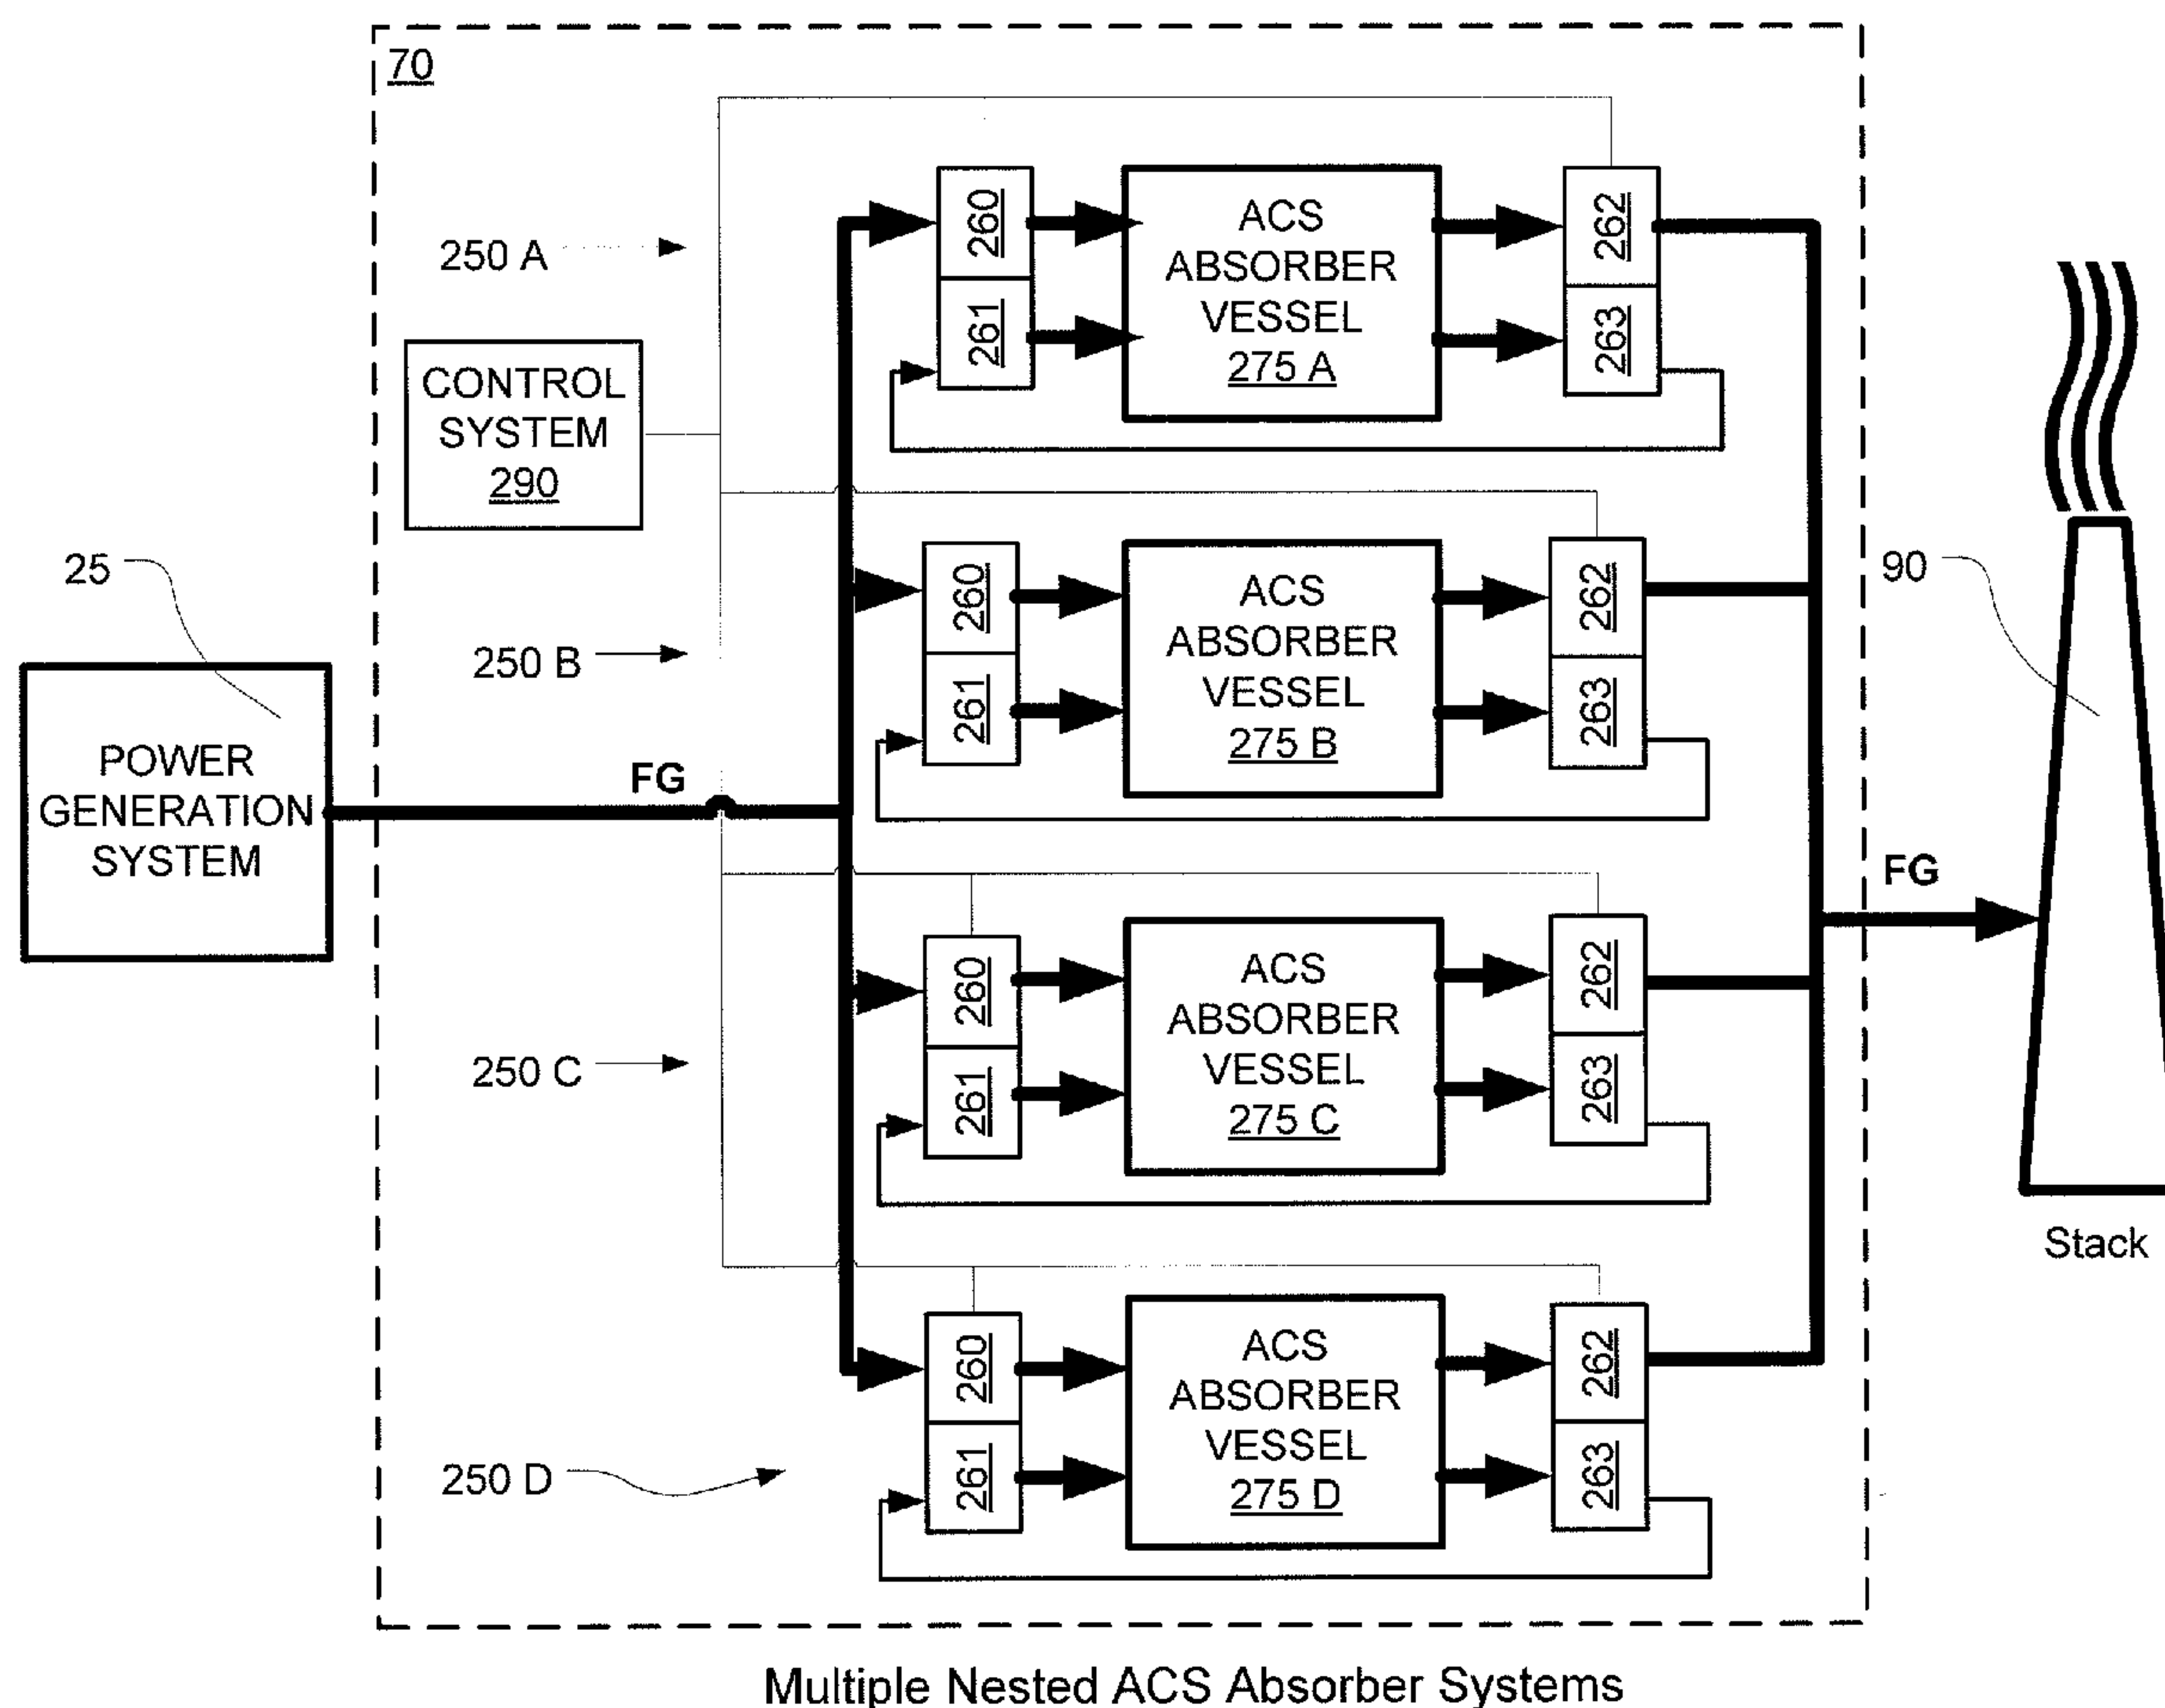 70
250 A
CONTROL
SYSTEM
290
260
261
ACS
ABSORBER
VESSEL
275 A
262
263
25
250 B
260
261
ACS
ABSORBER
VESSEL
275 B
262
263
90
POWER
GENERATION
SYSTEM
FG
FG
250 C
260
261
ACS
ABSORBER
VESSEL
275 C
262
263
Stack
250 D
260
261
ACS
ABSORBER
VESSEL
275 D
262
263
Multiple Nested ACS Absorber Systems